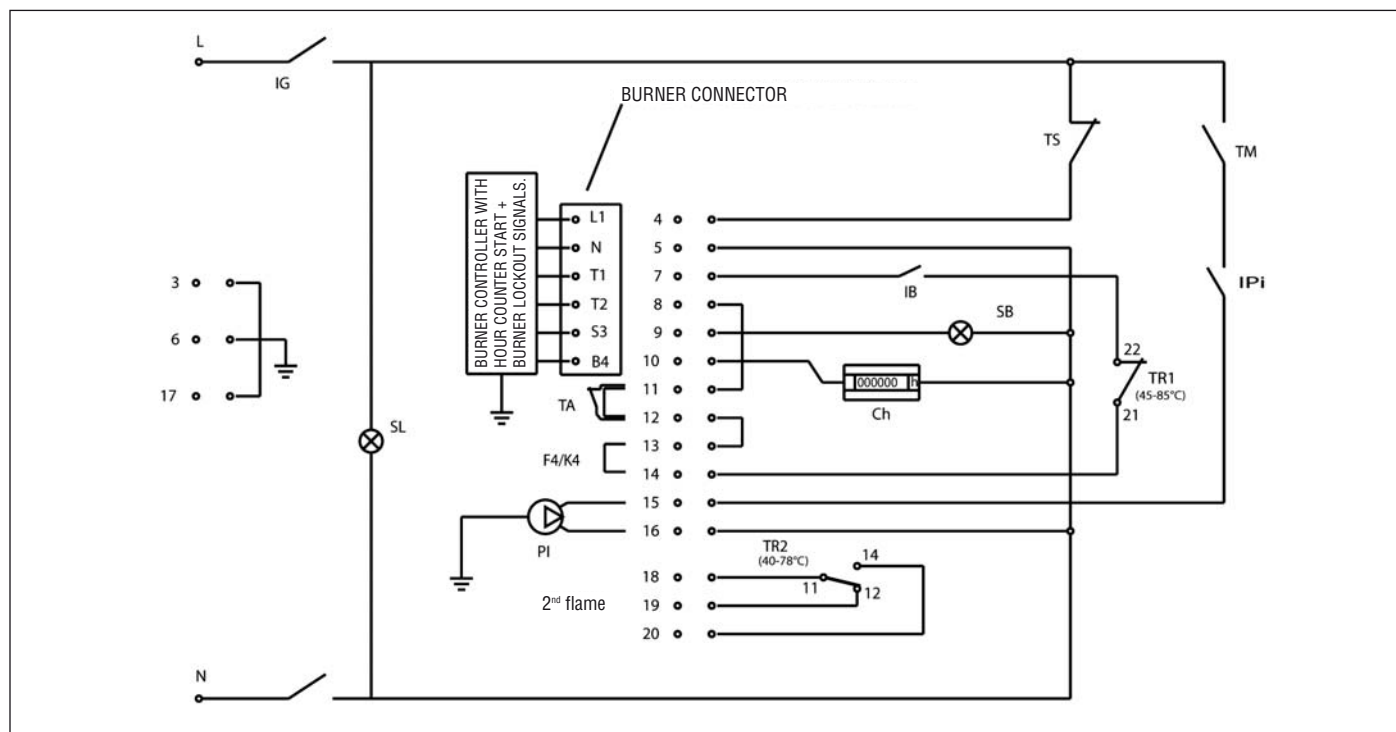 L
IG
BURNER CONNECTOR
TS
TM
BURNER CONTROLLER WITH
HOUR COUNTER START +
BURNER LOCKOUT SIGNALS.
L1
N
T1
T2
S3
B4
4
5
7
8
9
10
11
12
13
14
15
16
18
19
20
3
6
17
IB
SB
IPi
000000 h
Ch
22
TR1
(45-85°C)
21
TA
SL
F4/K4
PI
TR2
(40-78°C)
14
11
12
2nd flame
N